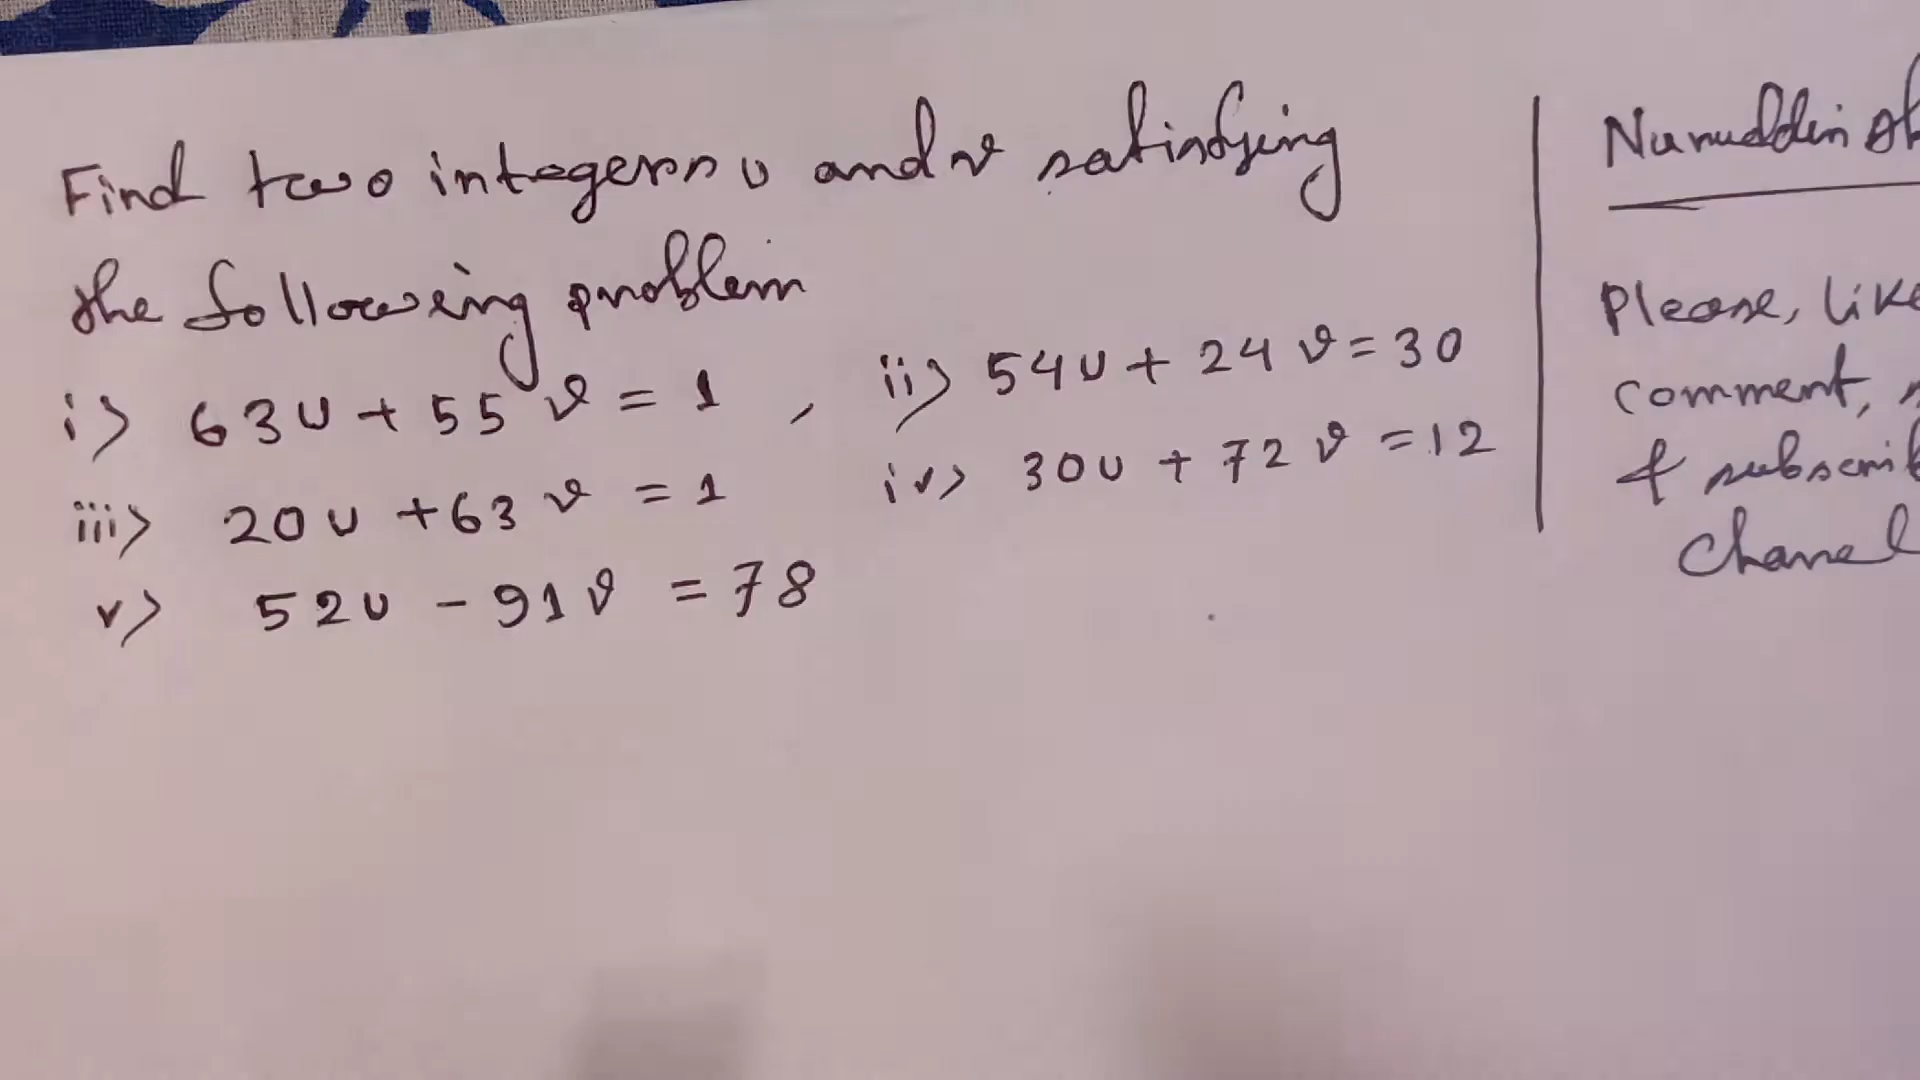 Find two integers u and v satisfying
the following problem
i> 63u + 55v = 1 , ii> 54u + 24v = 30
iii> 20u + 63v = 1 iv> 30u + 72v = 12
v> 52u - 91v = 78
Nuruddin
Please, like
comment,
& subscrib
Chanel